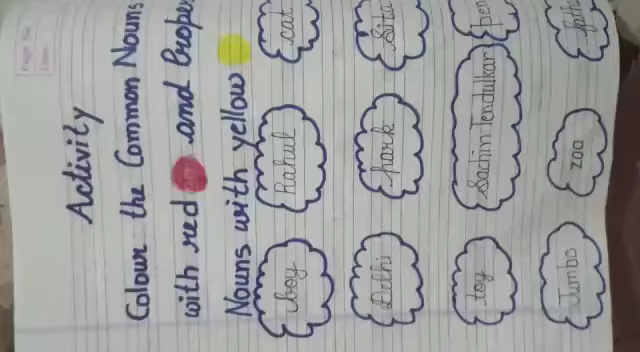 Activity
Colour the Common Nouns
with red and Proper
Nouns with yellow
boy Rahul cat
Delhi park Sita
toy Sachin Tendulkar pen
Jumbo zoo